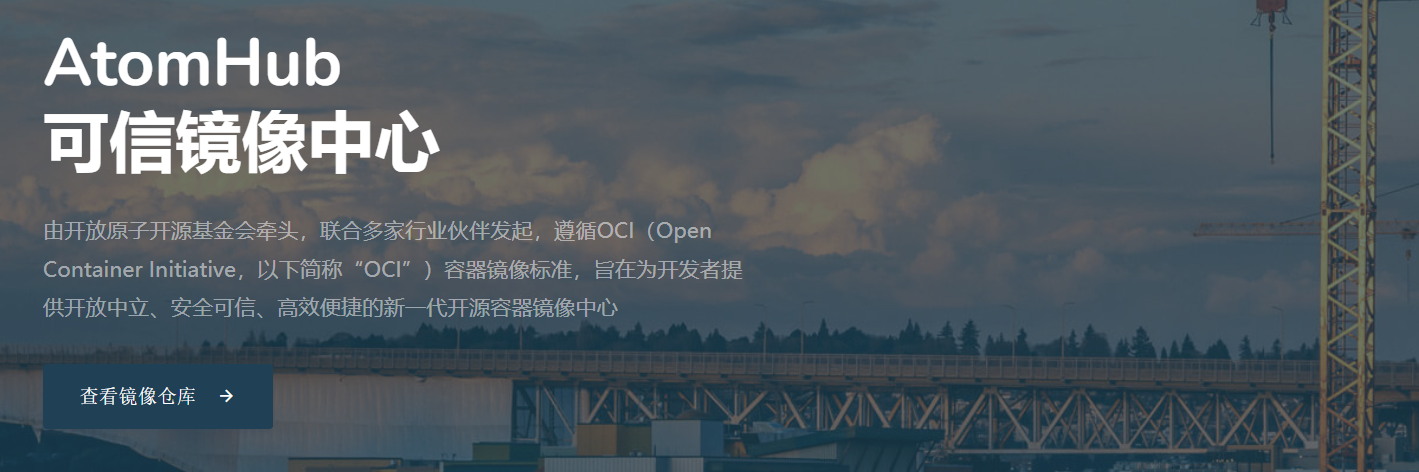 AtomHub
可信镜像中心
由开放原子开源基金会牵头，联合多家行业伙伴发起，遵循OCI（Open
Container Initiative，以下简称“OCI”）容器镜像标准，旨在为开发者提
供开放中立、安全可信、高效便捷的新一代开源容器镜像中心
查看镜像仓库 →